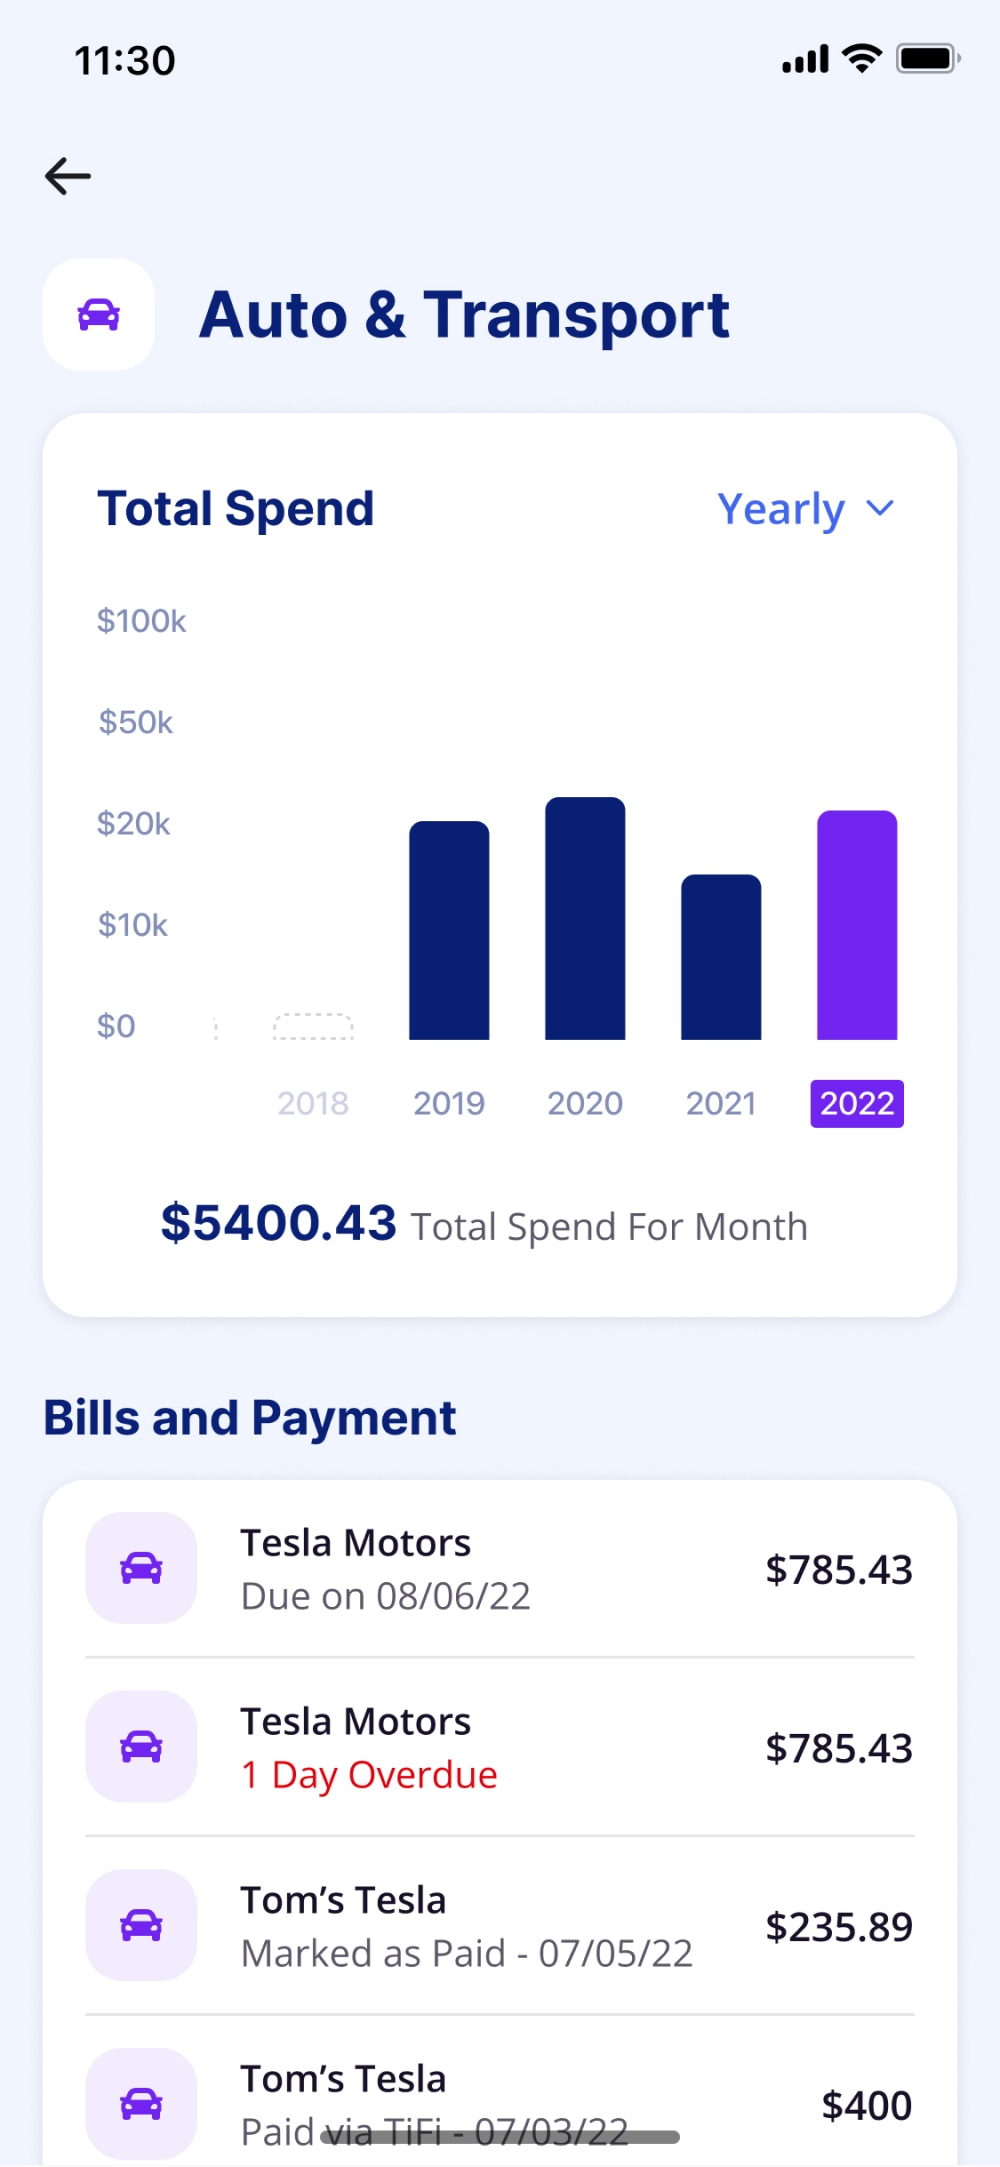 11:30
Auto & Transport
Total Spend
Yearly
$100k
$50k
$20k
$10k
$0
2018 2019 2020 2021 2022
$5400.43 Total Spend For Month
Bills and Payment
Tesla Motors
Due on 08/06/22
$785.43
Tesla Motors
1 Day Overdue
$785.43
Tom’s Tesla
Marked as Paid - 07/05/22
$235.89
Tom’s Tesla
Paid via TiFi - 07/03/22
$400